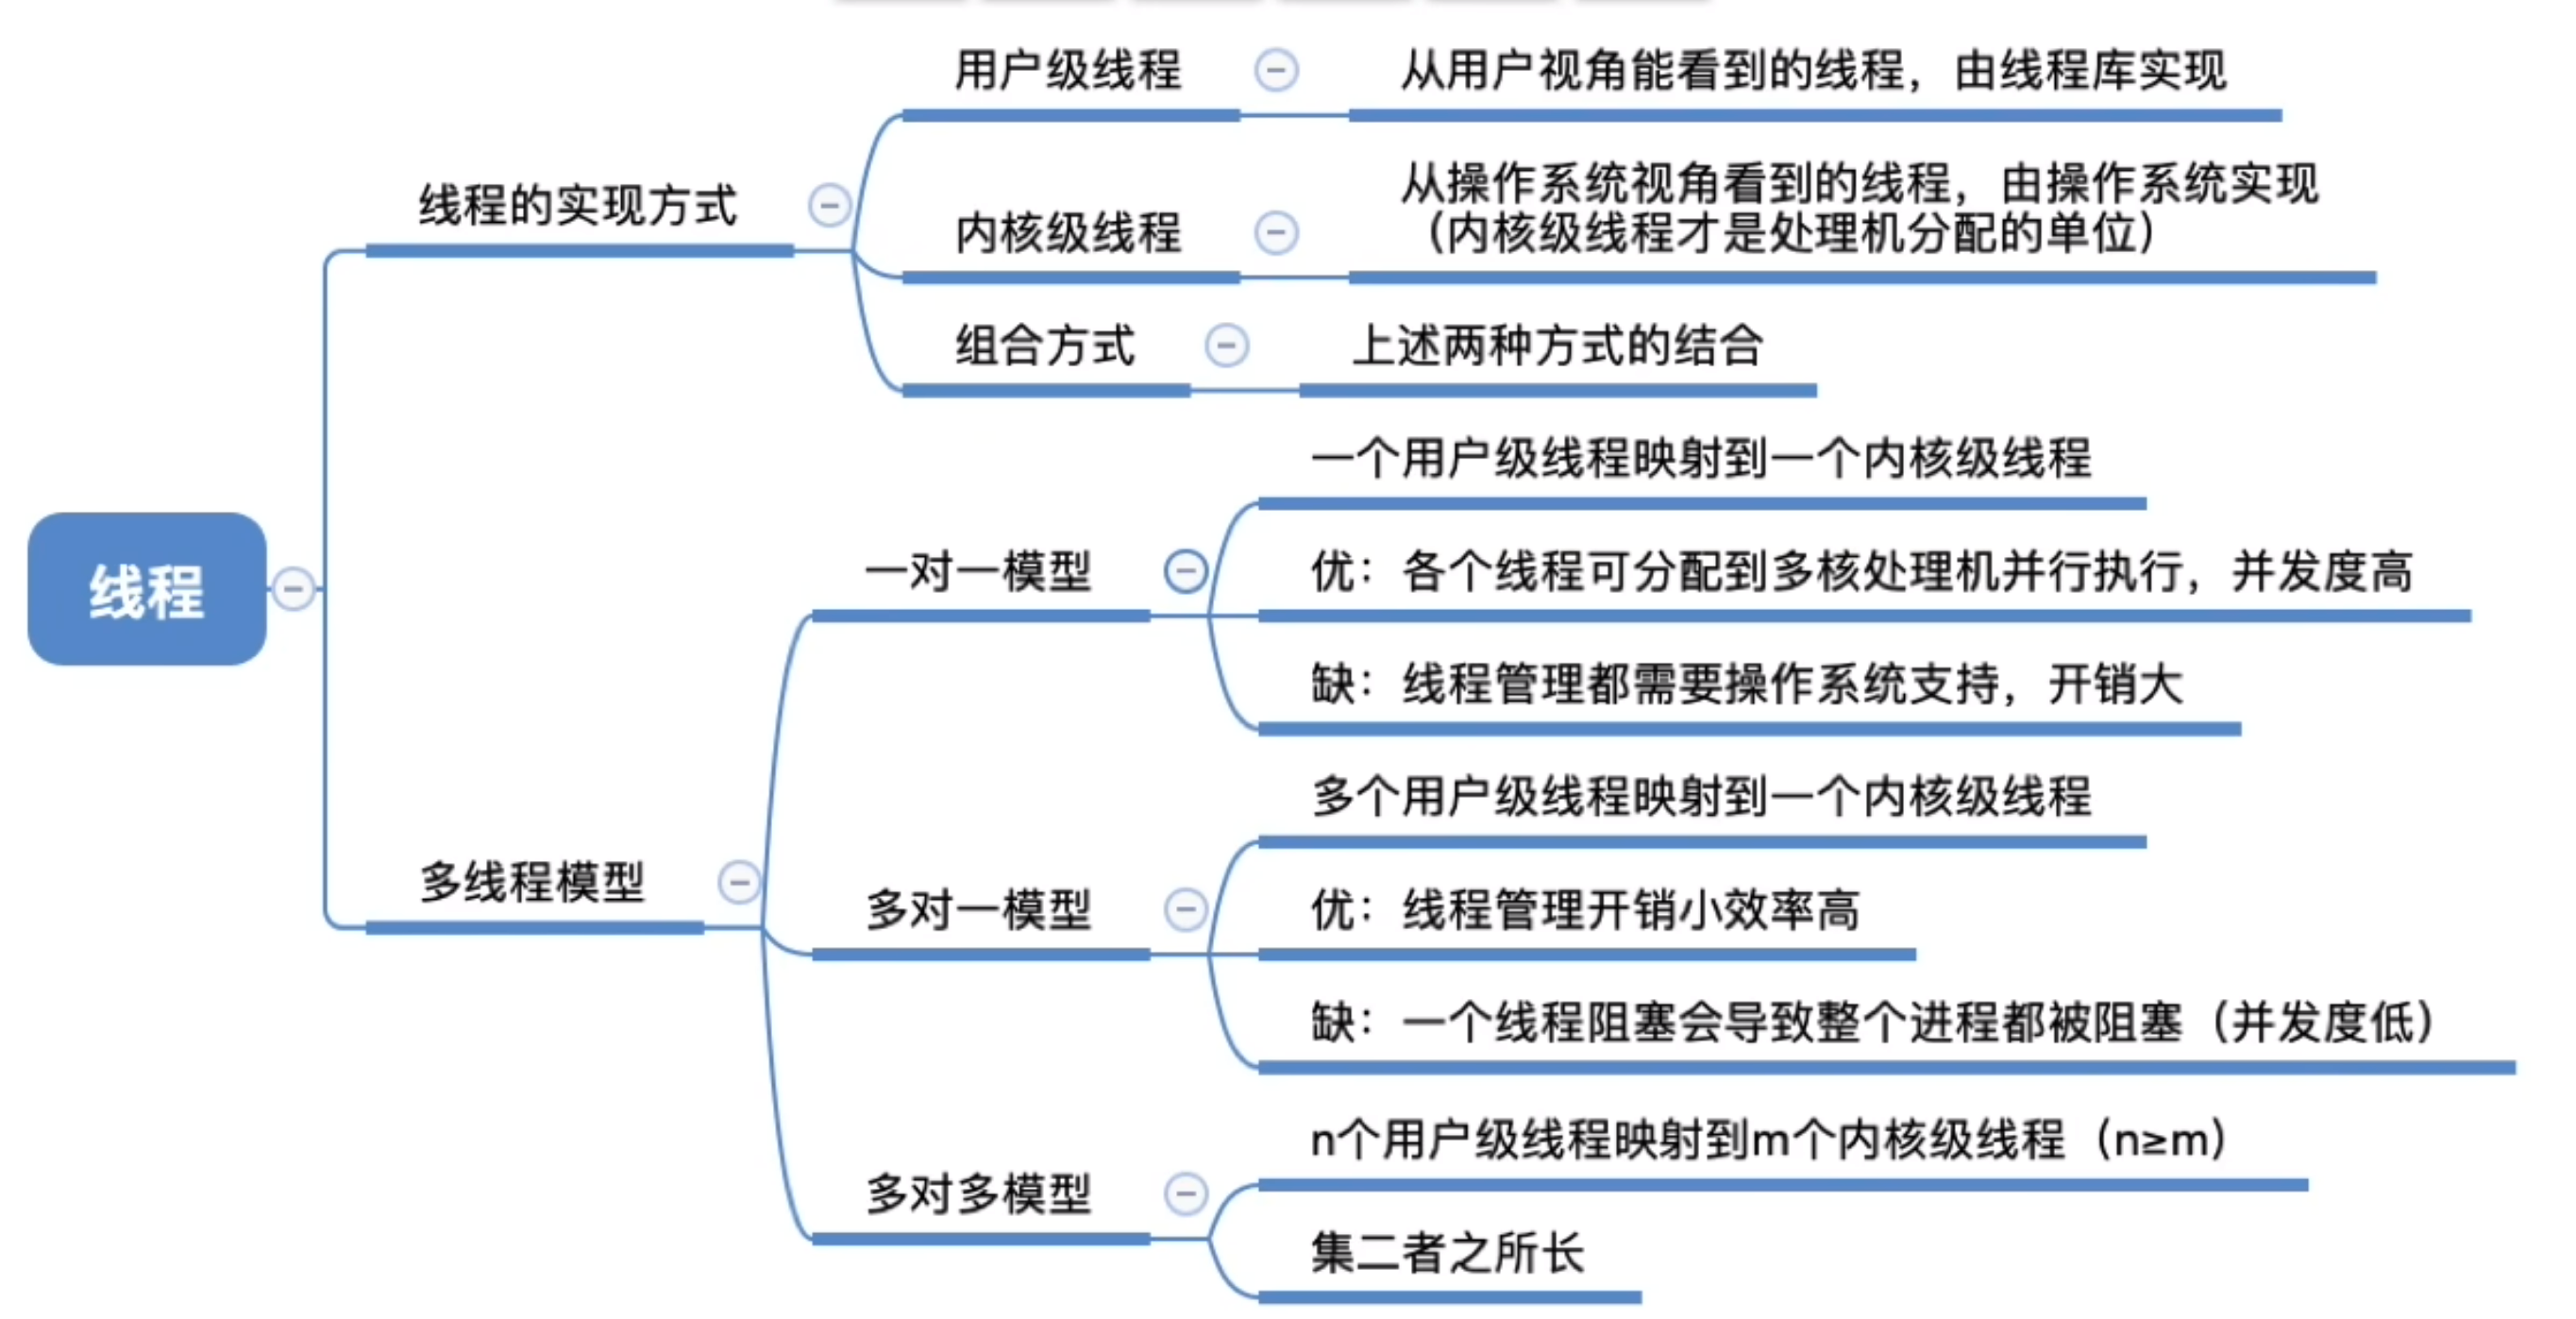 线程
线程的实现方式
用户级线程
从用户视角能看到的线程，由线程库实现
内核级线程
从操作系统视角看到的线程，由操作系统实现
（内核级线程才是处理机分配的单位）
组合方式
上述两种方式的结合
多线程模型
一对一模型
一个用户级线程映射到一个内核级线程
优：各个线程可分配到多核处理机并行执行，并发度高
缺：线程管理都需要操作系统支持，开销大
多对一模型
多个用户级线程映射到一个内核级线程
优：线程管理开销小效率高
缺：一个线程阻塞会导致整个进程都被阻塞（并发度低）
多对多模型
n个用户级线程映射到m个内核级线程（n≥m）
集二者之所长